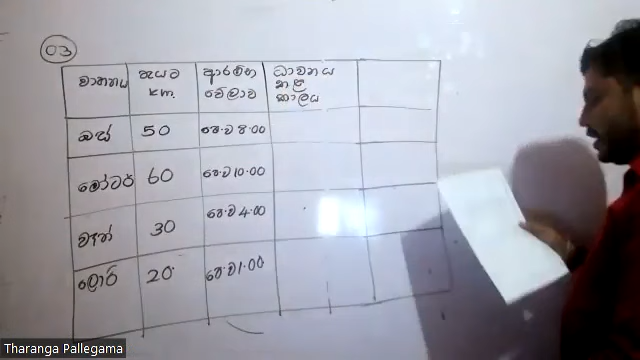 03
වාහනය පැයට km. ආරම්භ වේලාව ධාවනය කළ කාලය
බස් 50 පෙ.ව 8.00
මෝටර් 60 පෙ.ව 10.00
වෑන් 30 පෙ.ව 4.00
ලොරි 20 පෙ.ව 1.00
Tharanga Pallegama